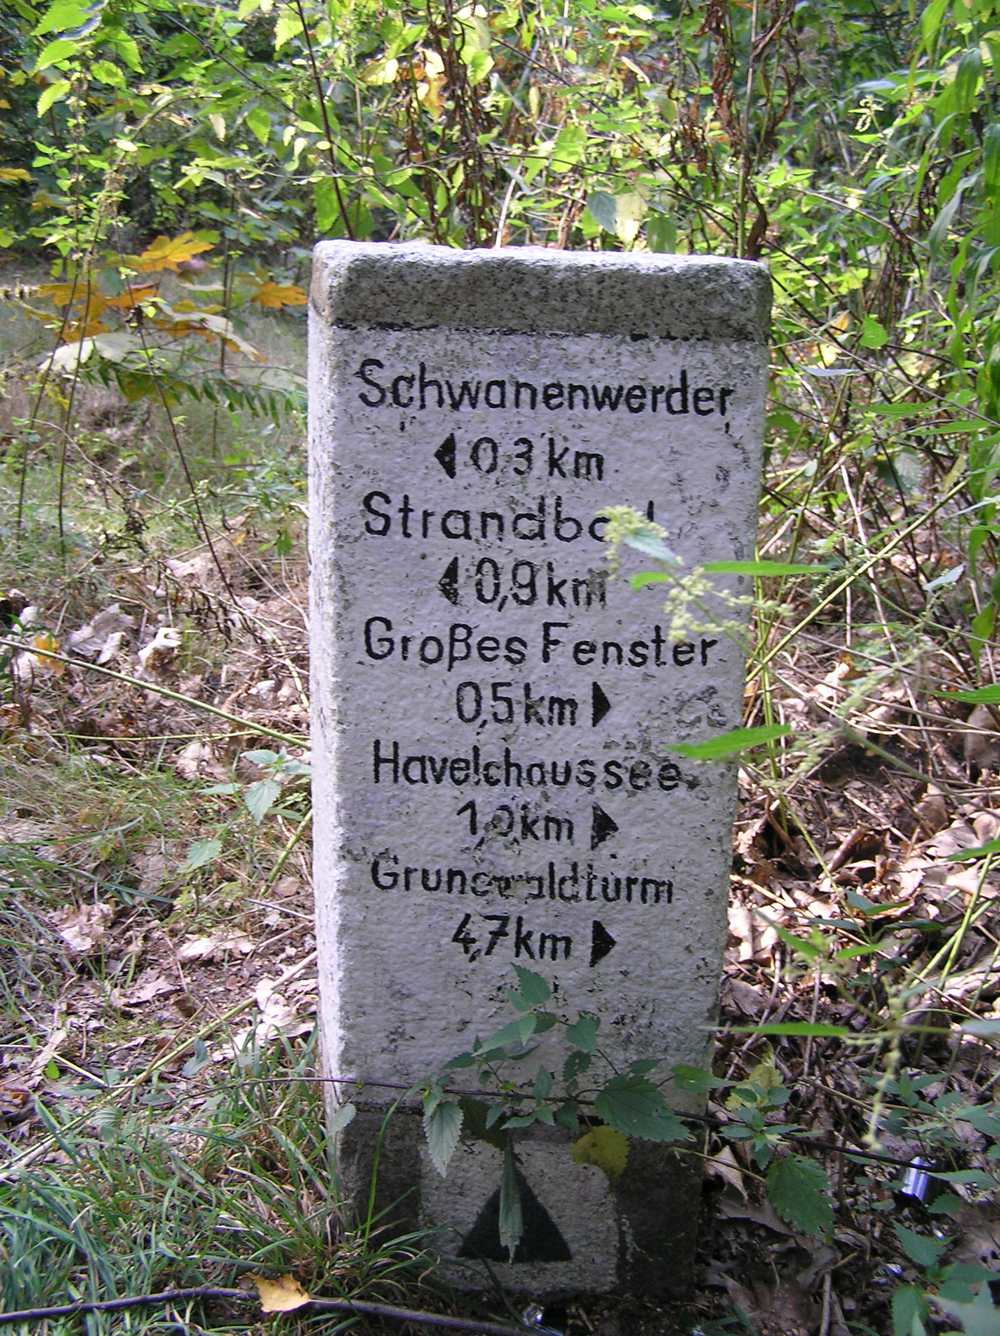 Schwanenwerder
◀ 0,3 km
Strandbad
◀ 0,9 km
Großes Fenster
0,5 km ▶
Havelchaussee
1,0 km ▶
Grunewaldturm
4,7 km ▶